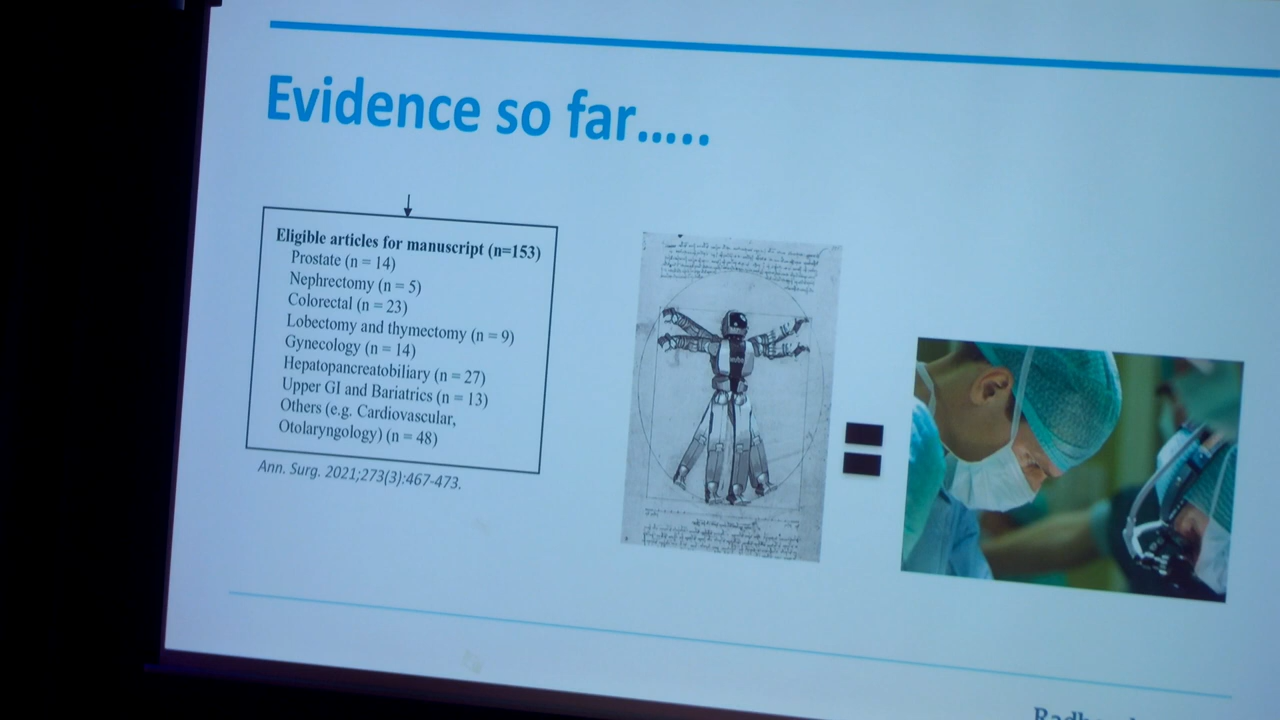 Evidence so far.....
Eligible articles for manuscript (n=153)
Prostate (n = 14)
Nephrectomy (n = 5)
Colorectal (n = 23)
Lobectomy and thymectomy (n = 9)
Gynecology (n = 14)
Hepatopancreatobiliary (n = 27)
Upper GI and Bariatrics (n = 13)
Others (e.g. Cardiovascular,
Otolaryngology) (n = 48)
Ann. Surg. 2021;273(3):467-473.